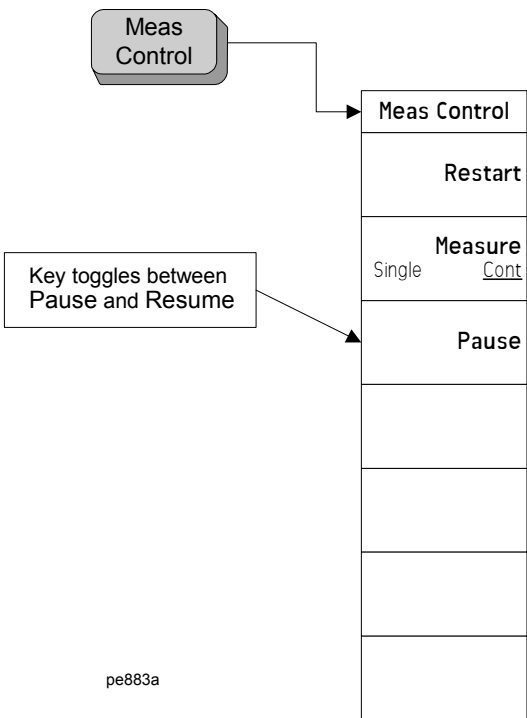 Meas
Control
Meas Control
Restart
Measure
Single Cont
Key toggles between
Pause and Resume
Pause
pe883a